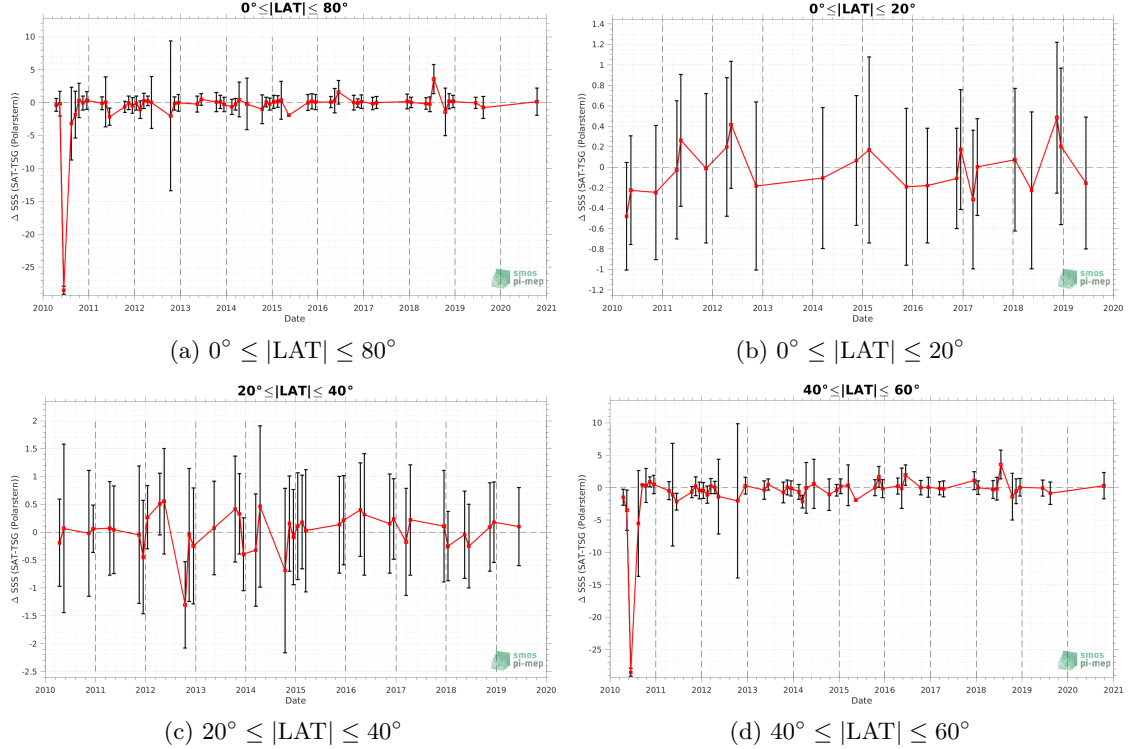 0°≤|LAT|≤ 80°
Δ SSS (SAT-TSG (Polarstern))
10
5
0
-5
-10
-15
-20
-25
2010 2011 2012 2013 2014 2015 2016 2017 2018 2019 2020 2021
Date
smos
pi-mep
(a) 0° ≤ |LAT| ≤ 80°
0°≤|LAT|≤ 20°
Δ SSS (SAT-TSG (Polarstern))
1.4
1.2
1
0.8
0.6
0.4
0.2
0
-0.2
-0.4
-0.6
-0.8
-1
-1.2
2010 2011 2012 2013 2014 2015 2016 2017 2018 2019 2020
Date
smos
pi-mep
(b) 0° ≤ |LAT| ≤ 20°
20°≤|LAT|≤ 40°
Δ SSS (SAT-TSG (Polarstern))
2
1.5
1
0.5
0
-0.5
-1
-1.5
-2
-2.5
2010 2011 2012 2013 2014 2015 2016 2017 2018 2019 2020
Date
smos
pi-mep
(c) 20° ≤ |LAT| ≤ 40°
40°≤|LAT|≤ 60°
Δ SSS (SAT-TSG (Polarstern))
10
5
0
-5
-10
-15
-20
-25
2010 2011 2012 2013 2014 2015 2016 2017 2018 2019 2020 2021
Date
smos
pi-mep
(d) 40° ≤ |LAT| ≤ 60°